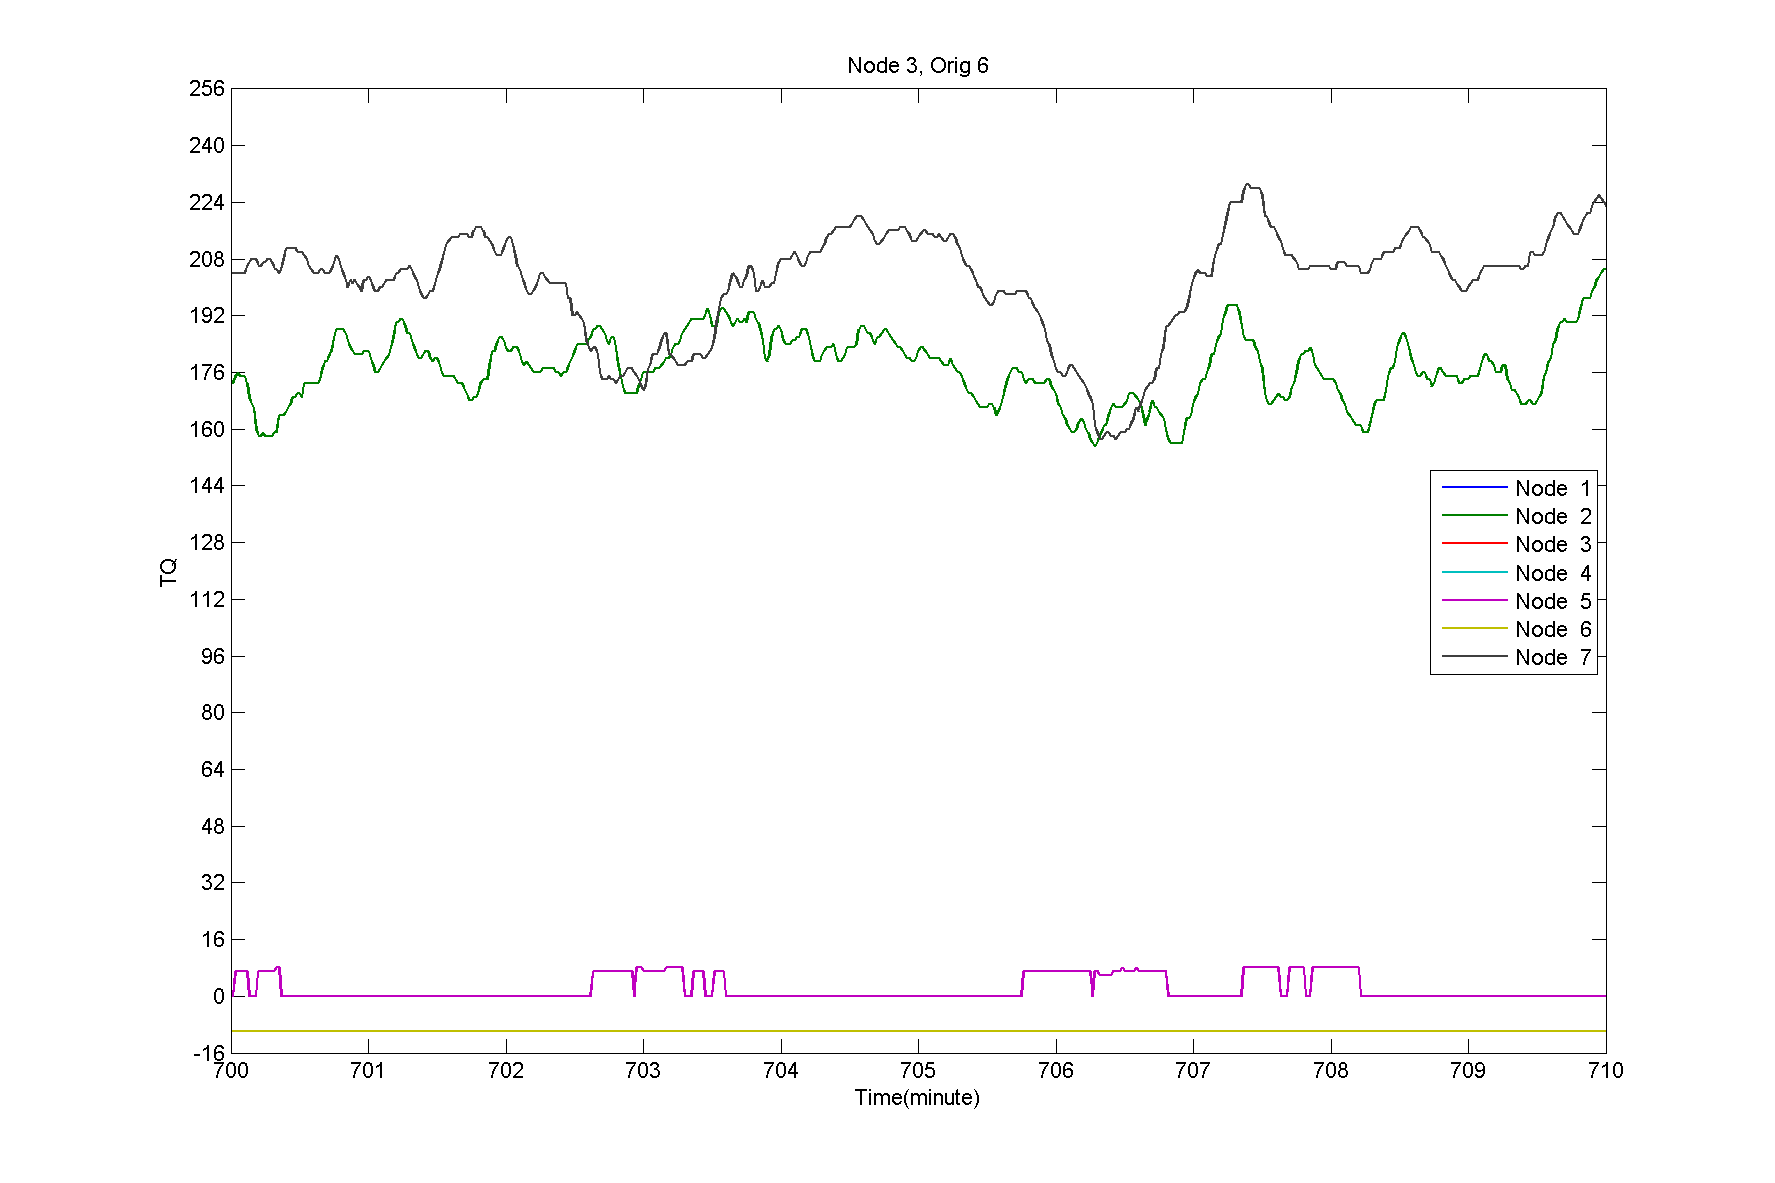 Node 3, Orig 6
256
240
224
208
192
176
160
144
128
112
96
80
64
48
32
16
0
-16
TQ
Node 1
Node 2
Node 3
Node 4
Node 5
Node 6
Node 7
700 701 702 703 704 705 706 707 708 709 710
Time(minute)